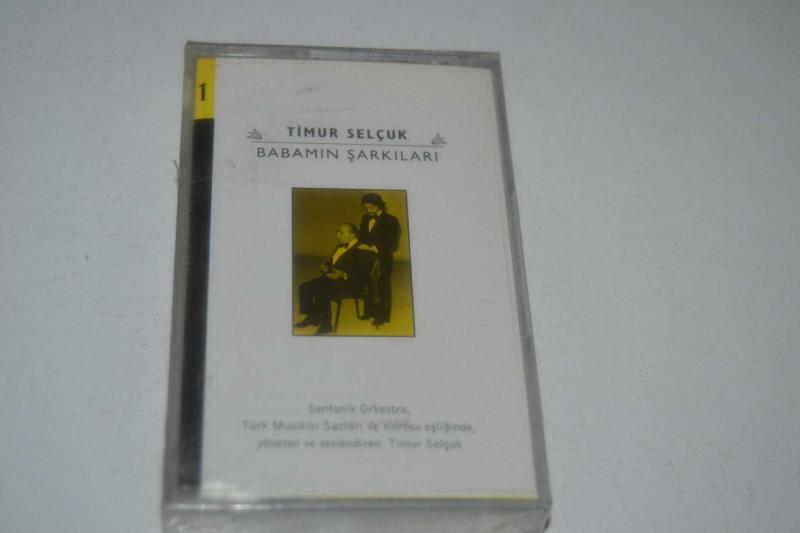 1
TİMUR SELÇUK
BABAMIN ŞARKILARI
Senfonik Orkestra,
Türk Musikisi Sazları ve Korosu eşliğinde,
yöneten ve seslendiren: Timur Selçuk